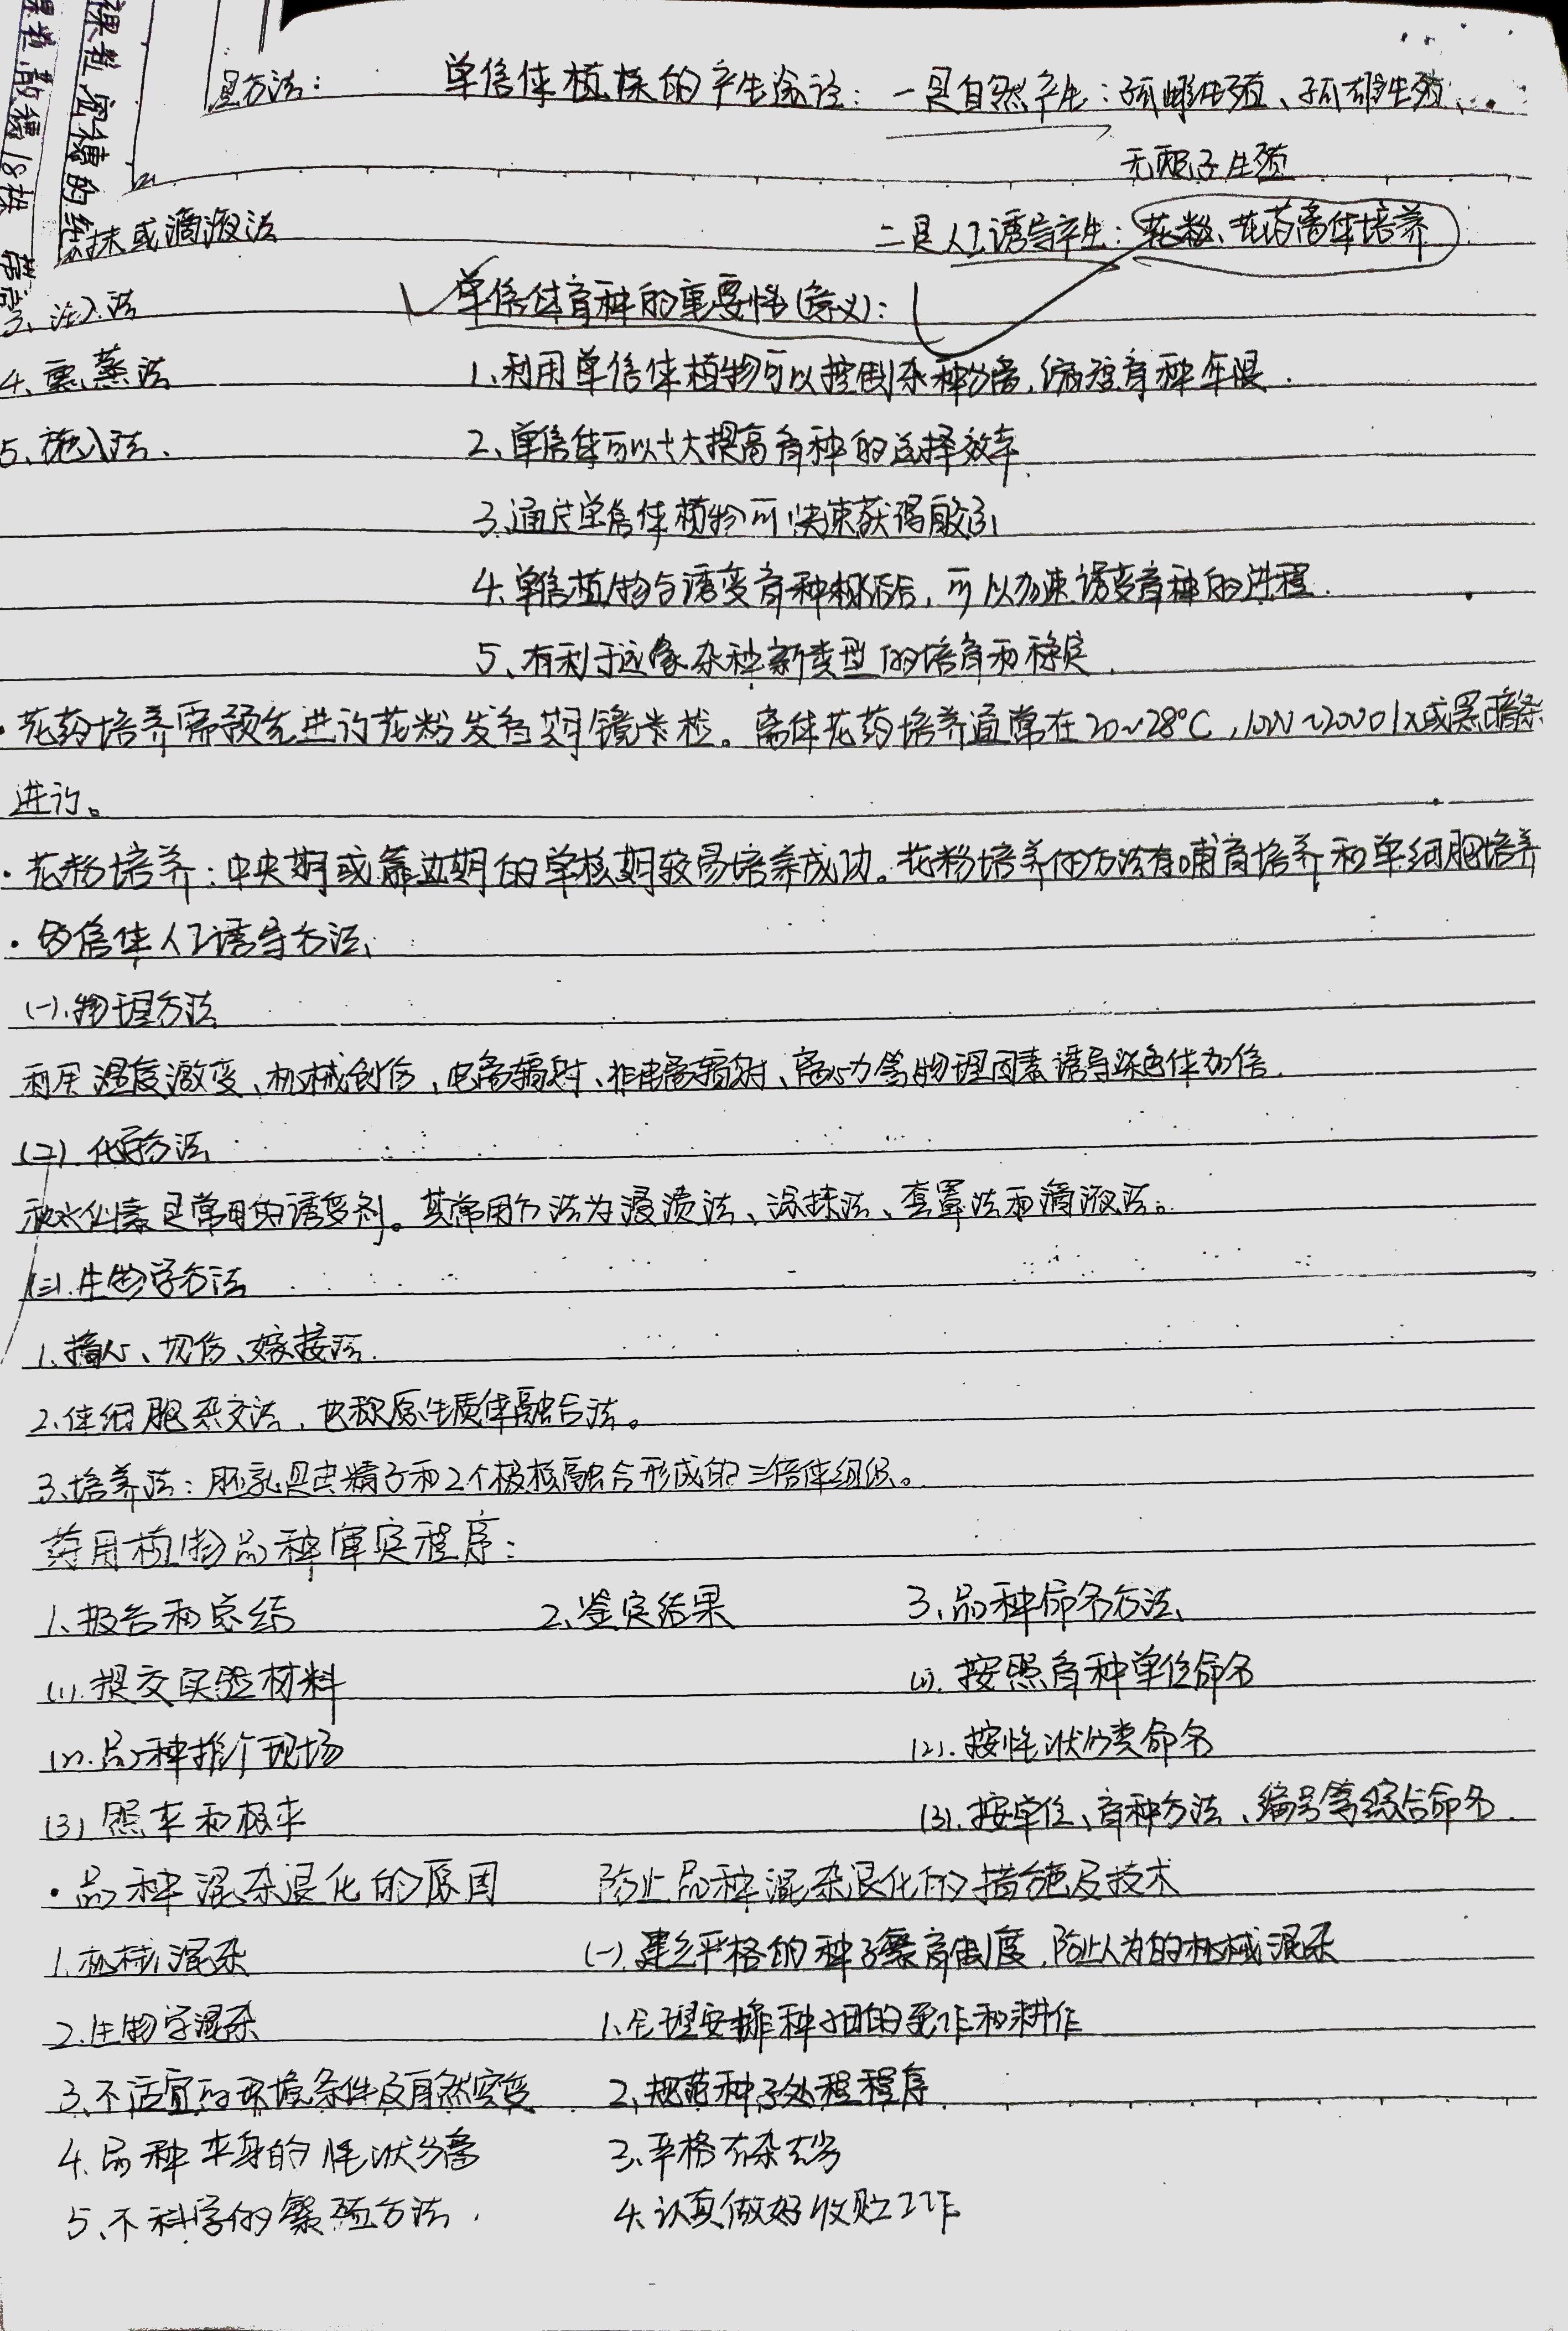 裸粒、密穗的纯
裸粒、散穗 18株
理方法：
单倍体植株的产生途径：一是自然产生：孤雌生殖、孤雄生殖、
无配子生殖
抹或滴液法
二是人工诱导产生：花粉、花药离体培养
3、注入法
单倍体育种的重要性(意义)：
4、熏蒸法
1、利用单倍体植物可以控制杂种分离，缩短育种年限．
5、施入法、
2、单倍体可以大大提高育种的选择效率
3、通过单倍体植物可快速获得
4、单倍植物与诱变育种相结合，可以加速诱变育种的进程．
5、有利于远缘杂种新类型的培育和稳定．
·花药培养需预先进行花粉发育期镜检。离体花药培养通常在20~28℃，1000~2000lx或黑暗条
进行。
·花粉培养：中央期或靠边期的单核期较易培养成功。花粉培养的方法有哺育培养和单细胞培养
·多倍体人工诱导方法、
(一).物理方法
利用温度激变、机械创伤、电离辐射、非电离辐射、离心力等物理因素诱导染色体加倍．
(二)．化学方法
秋水仙素是常用的诱变剂。其常用方法为浸渍法、涂抹法、套罩法和滴液法。
(三).生物学方法
1、摘心、切伤、嫁接法．
2、体细胞杂交法，也称原生质体融合法。
3、培养法：胚乳是由精子和2个极核融合形成的三倍体组织。
药用植物品种审定程序：
1、报告和总结 2、鉴定结果 3、品种命名方法、
(1).提交实验材料 (1).按照育种单位命名
(2).品种推介现场 (2).按性状分类命名
(3)照率和极率 (3).按单位、育种方法、编号等综合命名．
·品种混杂退化的原因 防止品种混杂退化的措施及技术
1.机械混杂 (一).建立严格的种子繁育制度，防止人为的机械混杂
2.生物学混杂 1、合理安排种子田的轮作和耕作
3、不适宜的环境条件及自然突变 2、规范种子处理程序
4、品种本身的性状分离 3、严格去杂去劣
5、不科学的繁殖方法． 4、认真做好收贮工作